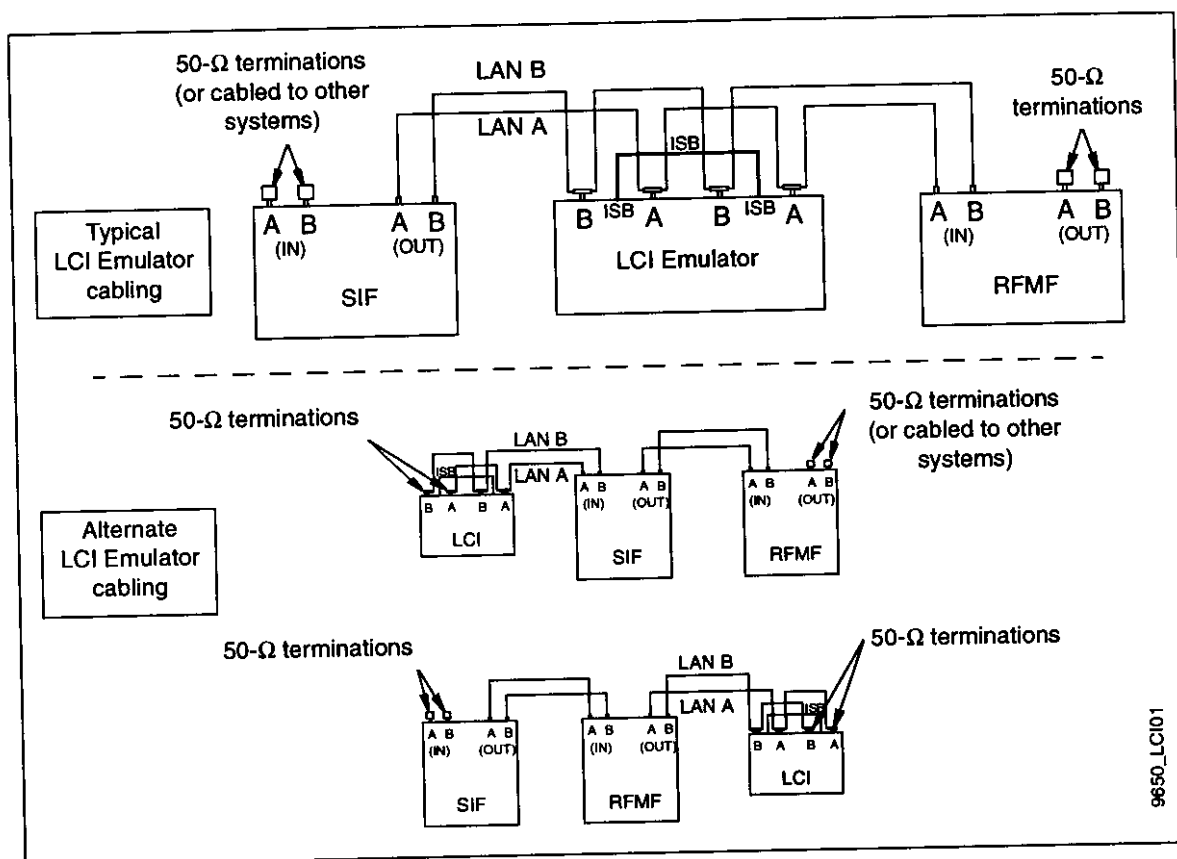 50-Ω terminations
(or cabled to other
systems)
LAN B
LAN A
50-Ω
terminations
ISB
A B A B
(IN) (OUT)
SIF
B ISB A B ISB A
LCI Emulator
A B A B
(IN) (OUT)
RFMF
Typical
LCI Emulator
cabling
50-Ω terminations
LAN B
LAN A
50-Ω terminations
(or cabled to other
systems)
ISB
B A B A
LCI
A B A B
(IN) (OUT)
SIF
A B A B
(IN) (OUT)
RFMF
Alternate
LCI Emulator
cabling
50-Ω terminations
LAN B
LAN A
50-Ω terminations
A B A B
(IN) (OUT)
SIF
A B A B
(IN) (OUT)
RFMF
ISB
B A B A
LCI
9650_LCI01